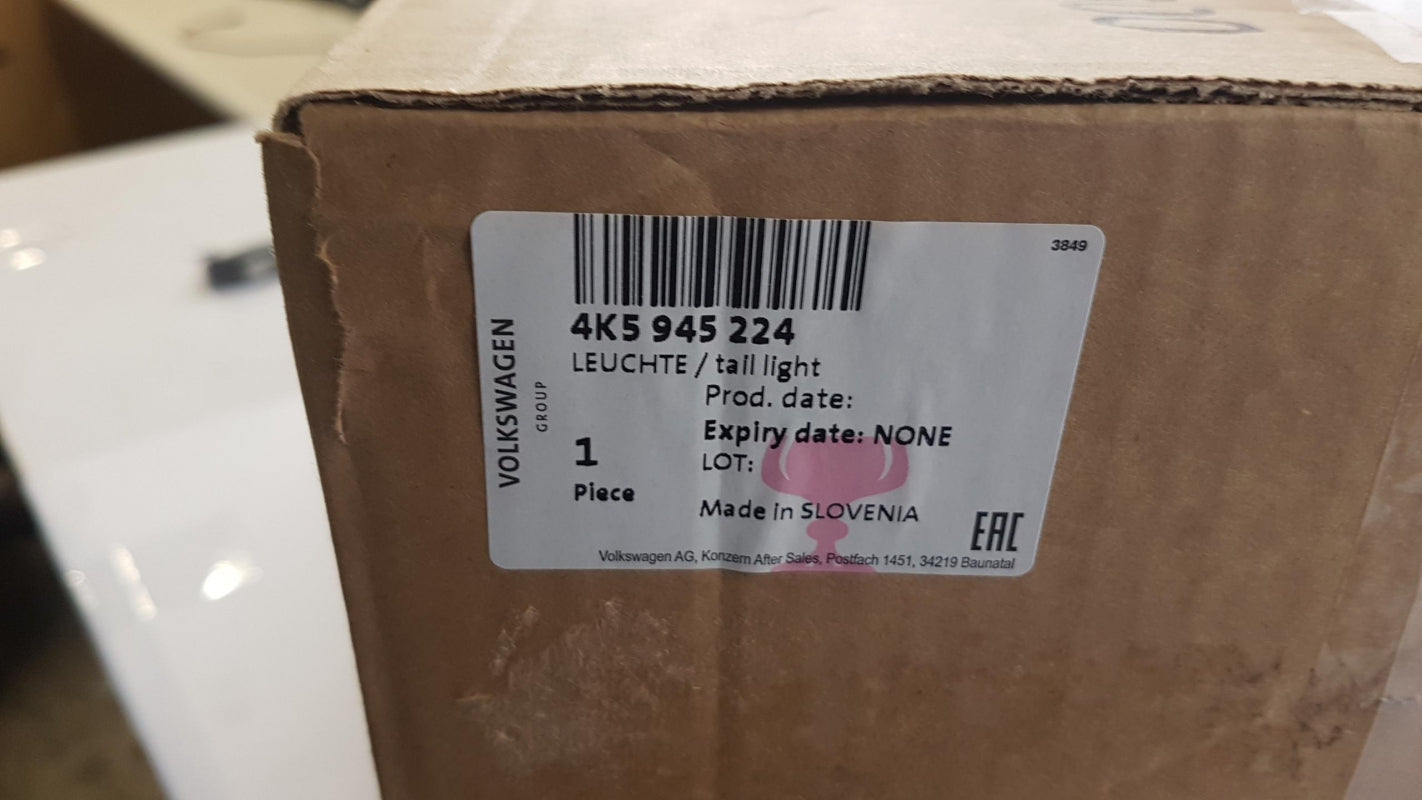 3849
4K5 945 224
LEUCHTE / tail light
Prod. date:
Expiry date: NONE
LOT:
1
Piece
Made in SLOVENIA
EAC
Volkswagen AG, Konzern After Sales, Postfach 1451, 34219 Baunatal
VOLKSWAGEN
GROUP